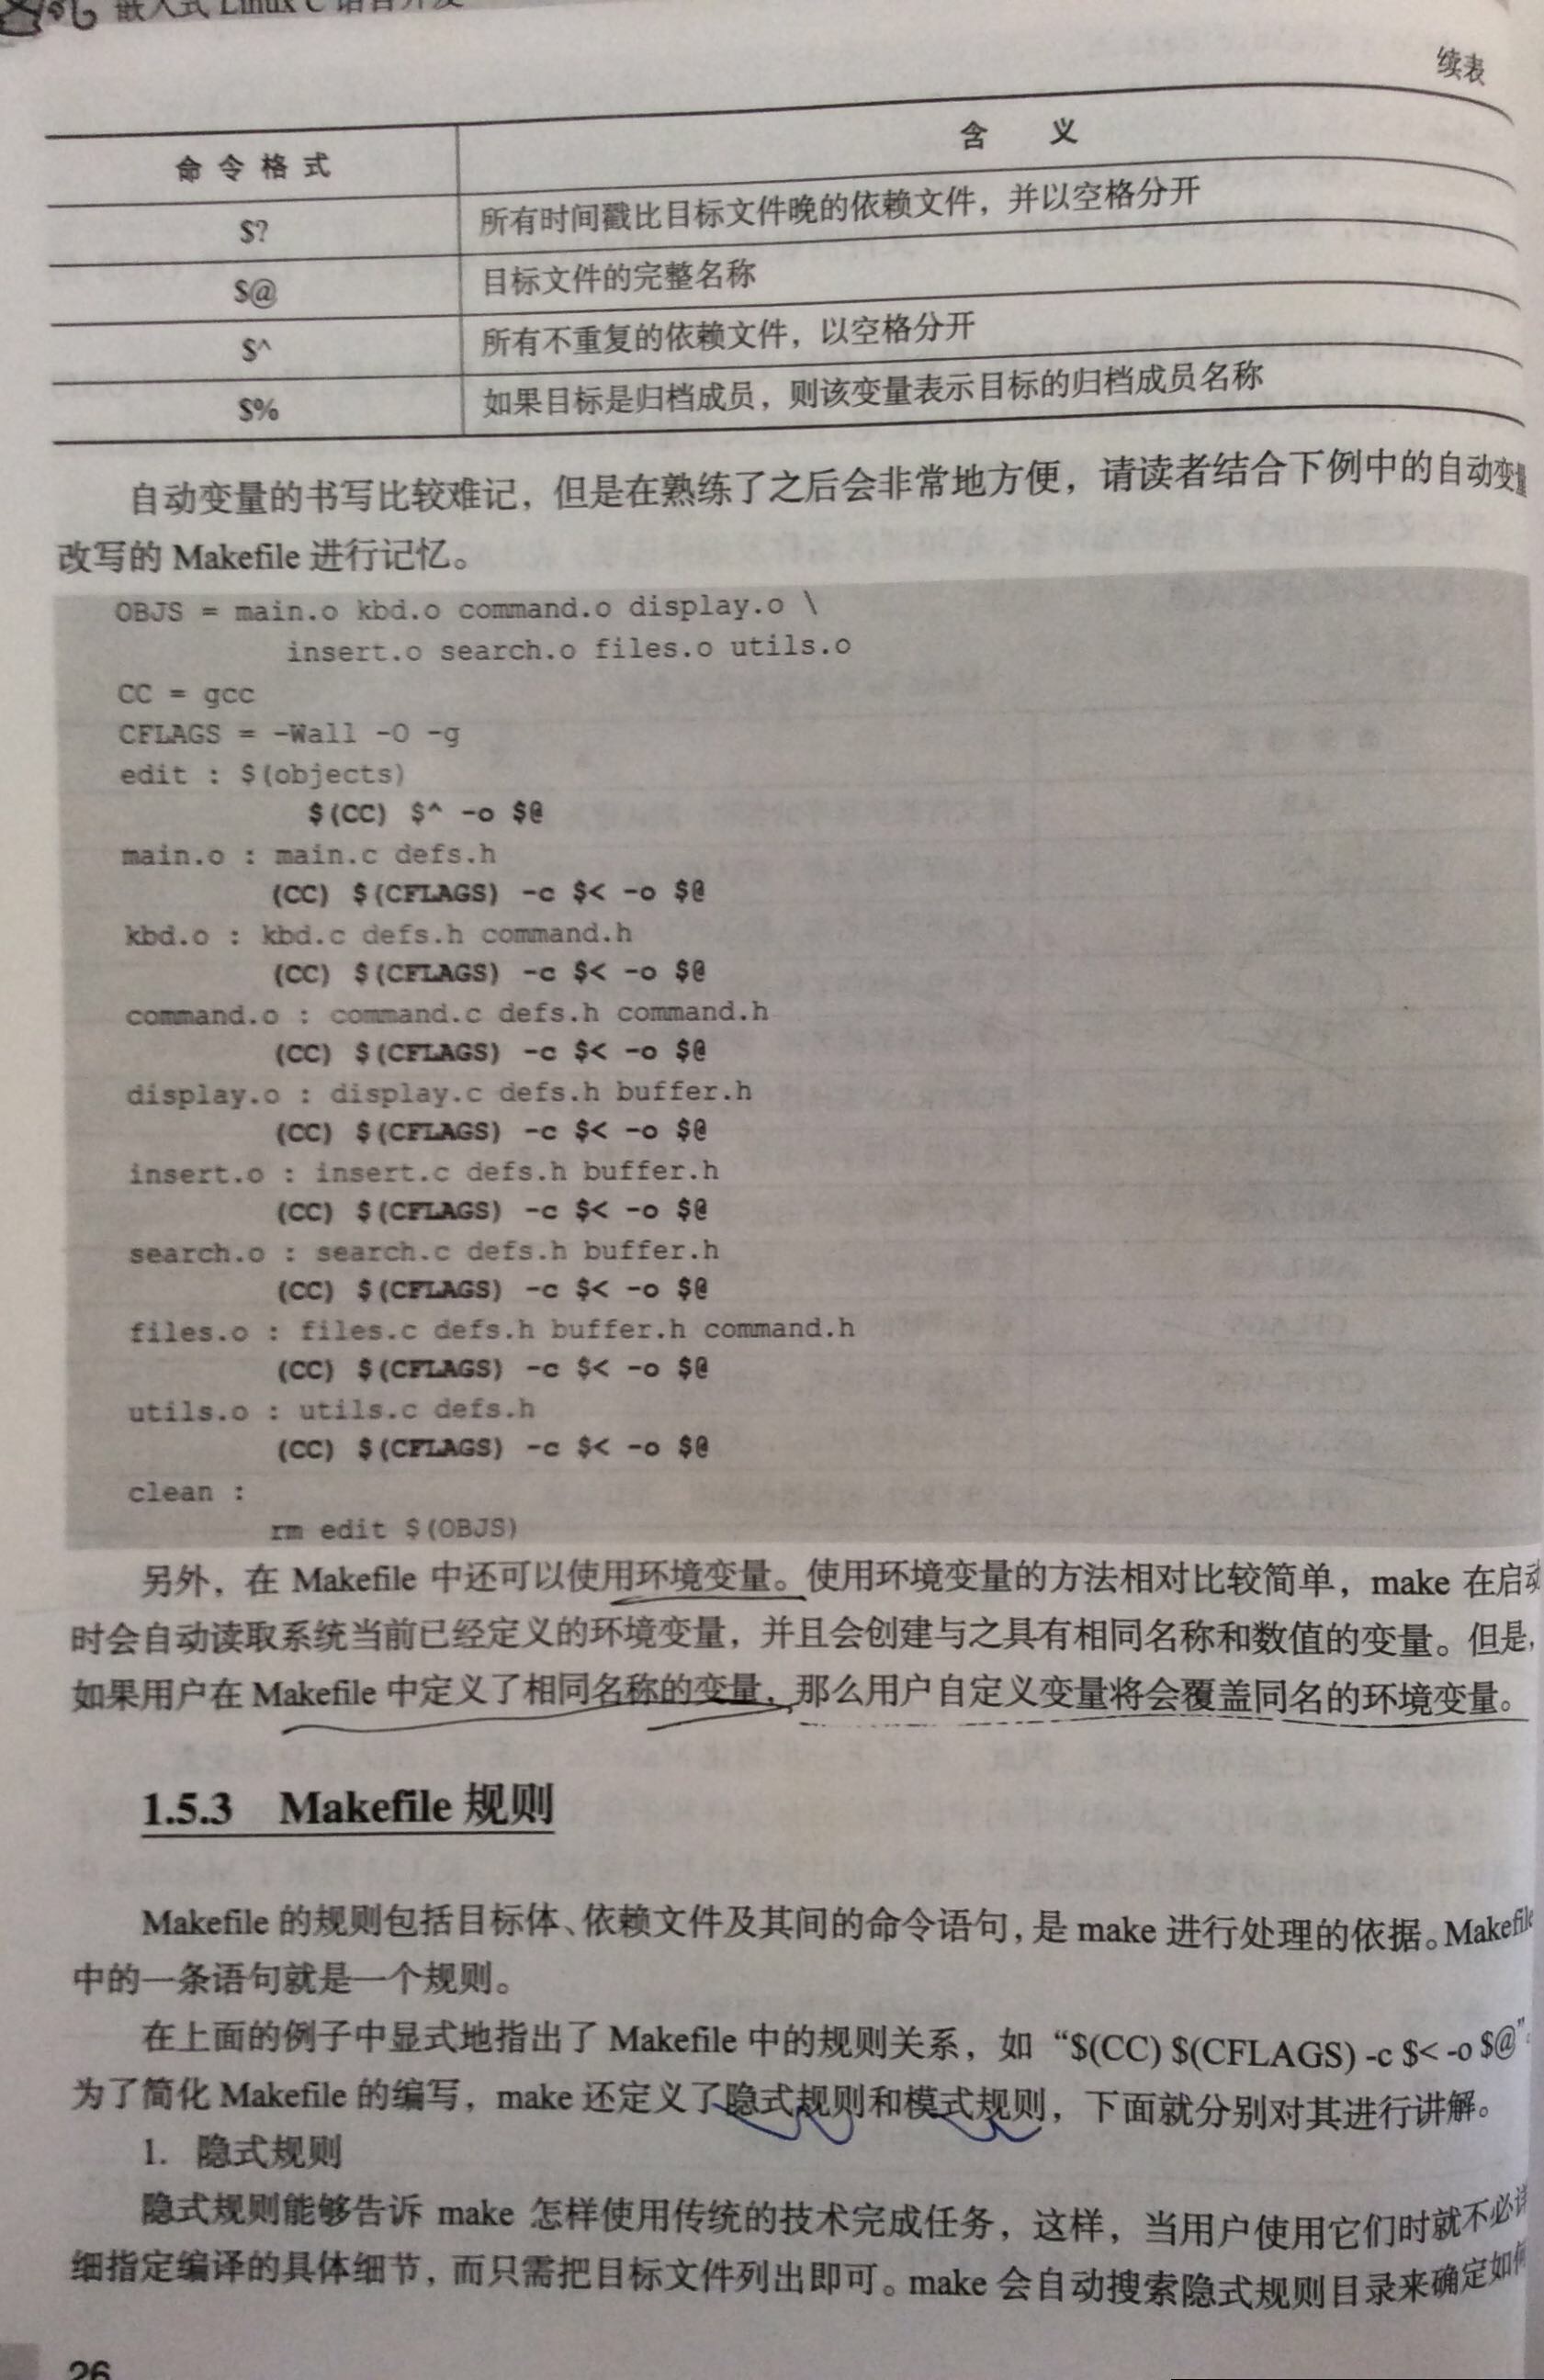 嵌入式 Linux C 语言开发
续表
命令格式 含 义
$? 所有时间戳比目标文件晚的依赖文件，并以空格分开
$@ 目标文件的完整名称
$^ 所有不重复的依赖文件，以空格分开
$% 如果目标是归档成员，则该变量表示目标的归档成员名称
自动变量的书写比较难记，但是在熟练了之后会非常地方便，请读者结合下例中的自动变量
改写的 Makefile 进行记忆。
OBJS = main.o kbd.o command.o display.o \
insert.o search.o files.o utils.o
CC = gcc
CFLAGS = -Wall -O -g
edit : $(objects)
$(CC) $^ -o $@
main.o : main.c defs.h
(CC) $(CFLAGS) -c $< -o $@
kbd.o : kbd.c defs.h command.h
(CC) $(CFLAGS) -c $< -o $@
command.o : command.c defs.h command.h
(CC) $(CFLAGS) -c $< -o $@
display.o : display.c defs.h buffer.h
(CC) $(CFLAGS) -c $< -o $@
insert.o : insert.c defs.h buffer.h
(CC) $(CFLAGS) -c $< -o $@
search.o : search.c defs.h buffer.h
(CC) $(CFLAGS) -c $< -o $@
files.o : files.c defs.h buffer.h command.h
(CC) $(CFLAGS) -c $< -o $@
utils.o : utils.c defs.h
(CC) $(CFLAGS) -c $< -o $@
clean :
rm edit $(OBJS)
另外，在 Makefile 中还可以使用环境变量。使用环境变量的方法相对比较简单，make 在启动
时会自动读取系统当前已经定义的环境变量，并且会创建与之具有相同名称和数值的变量。但是，
如果用户在 Makefile 中定义了相同名称的变量，那么用户自定义变量将会覆盖同名的环境变量。
1.5.3 Makefile 规则
Makefile 的规则包括目标体、依赖文件及其间的命令语句，是 make 进行处理的依据。Makefile
中的一条语句就是一个规则。
在上面的例子中显式地指出了 Makefile 中的规则关系，如“$(CC) $(CFLAGS) -c $< -o $@”。
为了简化 Makefile 的编写，make 还定义了隐式规则和模式规则，下面就分别对其进行讲解。
1. 隐式规则
隐式规则能够告诉 make 怎样使用传统的技术完成任务，这样，当用户使用它们时就不必详
细指定编译的具体细节，而只需把目标文件列出即可。make 会自动搜索隐式规则目录来确定如何
26